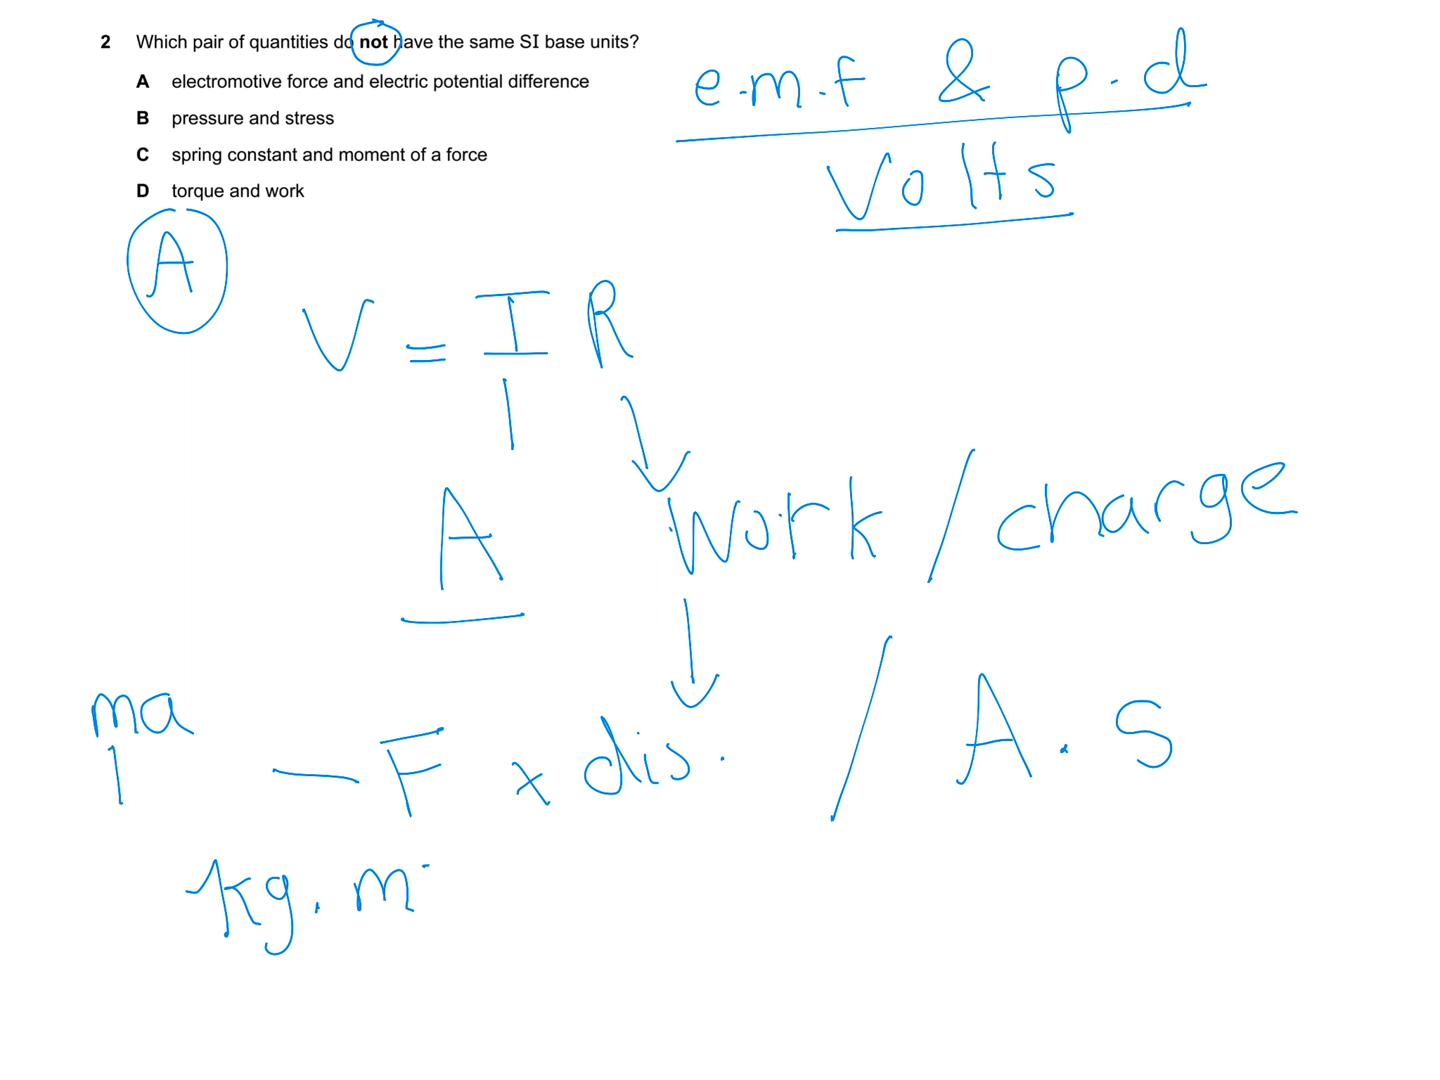 2 Which pair of quantities do not have the same SI base units?
A electromotive force and electric potential difference
B pressure and stress
C spring constant and moment of a force
D torque and work
e.m.f & p.d
Volts
A
V = I R
A
Work / charge
ma
F x dis. / A.s
kg.m